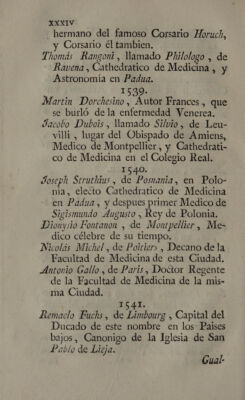 XXXIV
hermano del famoso Corsario Horuch,
y Corsario él tambien.
Thomás Rangoni, llamado Philologo, de
Ravena, Cathedratico de Medicina, y
Astronomia en Padua.
1539.
Martin Dorchesino, Autor Frances, que
se burló de la enfermedad Venerea.
Jacobo Dubois, llamado Silvio, de Leu-
villi, lugar del Obispado de Amiens,
Medico de Montpellier, y Cathedrati-
co de Medicina en el Colegio Real.
1540.
Joseph Struthius, de Posnania, en Polo-
nia, electo Cathedratico de Medicina
en Padua, y despues primer Medico de
Sigismundo Augusto, Rey de Polonia.
Dionysio Fontanon, de Montpellier, Me-
dico célebre de su tiempo.
Nicolás Michel, de Poitiers, Decano de la
Facultad de Medicina de esta Ciudad.
Antonio Gallo, de Paris, Doctor Regente
de la Facultad de Medicina de la mis-
ma Ciudad.
1541.
Remaclo Fuchs, de Limbourg, Capital del
Ducado de este nombre en los Paises
bajos, Canonigo de la Iglesia de San
Pablo de Lieja.
Gual-